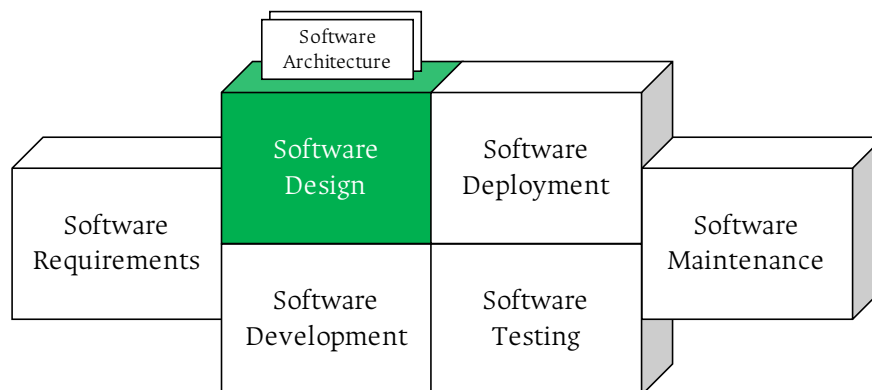 Software
Architecture
Software
Design
Software
Deployment
Software
Requirements
Software
Maintenance
Software
Development
Software
Testing